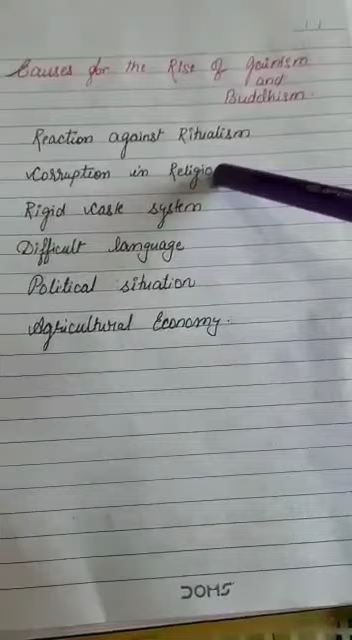 Causes for the Rise of Jainism
and
Buddhism.
Reaction against Ritualism
Corruption in Religio
Rigid Caste system
Difficult language
Political situation
Agricultural Economy.
DOMS